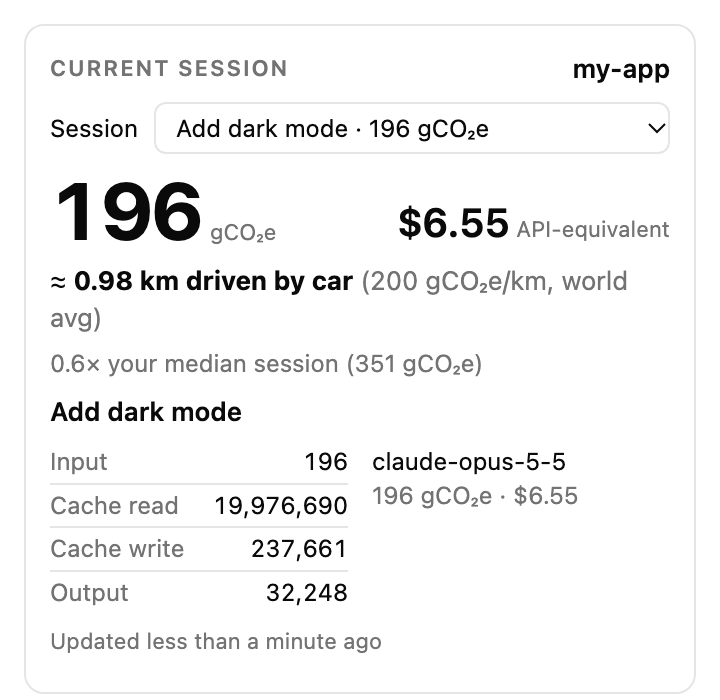 CURRENT SESSION my-app
Session Add dark mode · 196 gCO₂e
196 gCO₂e $6.55 API-equivalent
≈ 0.98 km driven by car (200 gCO₂e/km, world
avg)
0.6× your median session (351 gCO₂e)
Add dark mode
Input 196 claude-opus-5-5
196 gCO₂e · $6.55
Cache read 19,976,690
Cache write 237,661
Output 32,248
Updated less than a minute ago